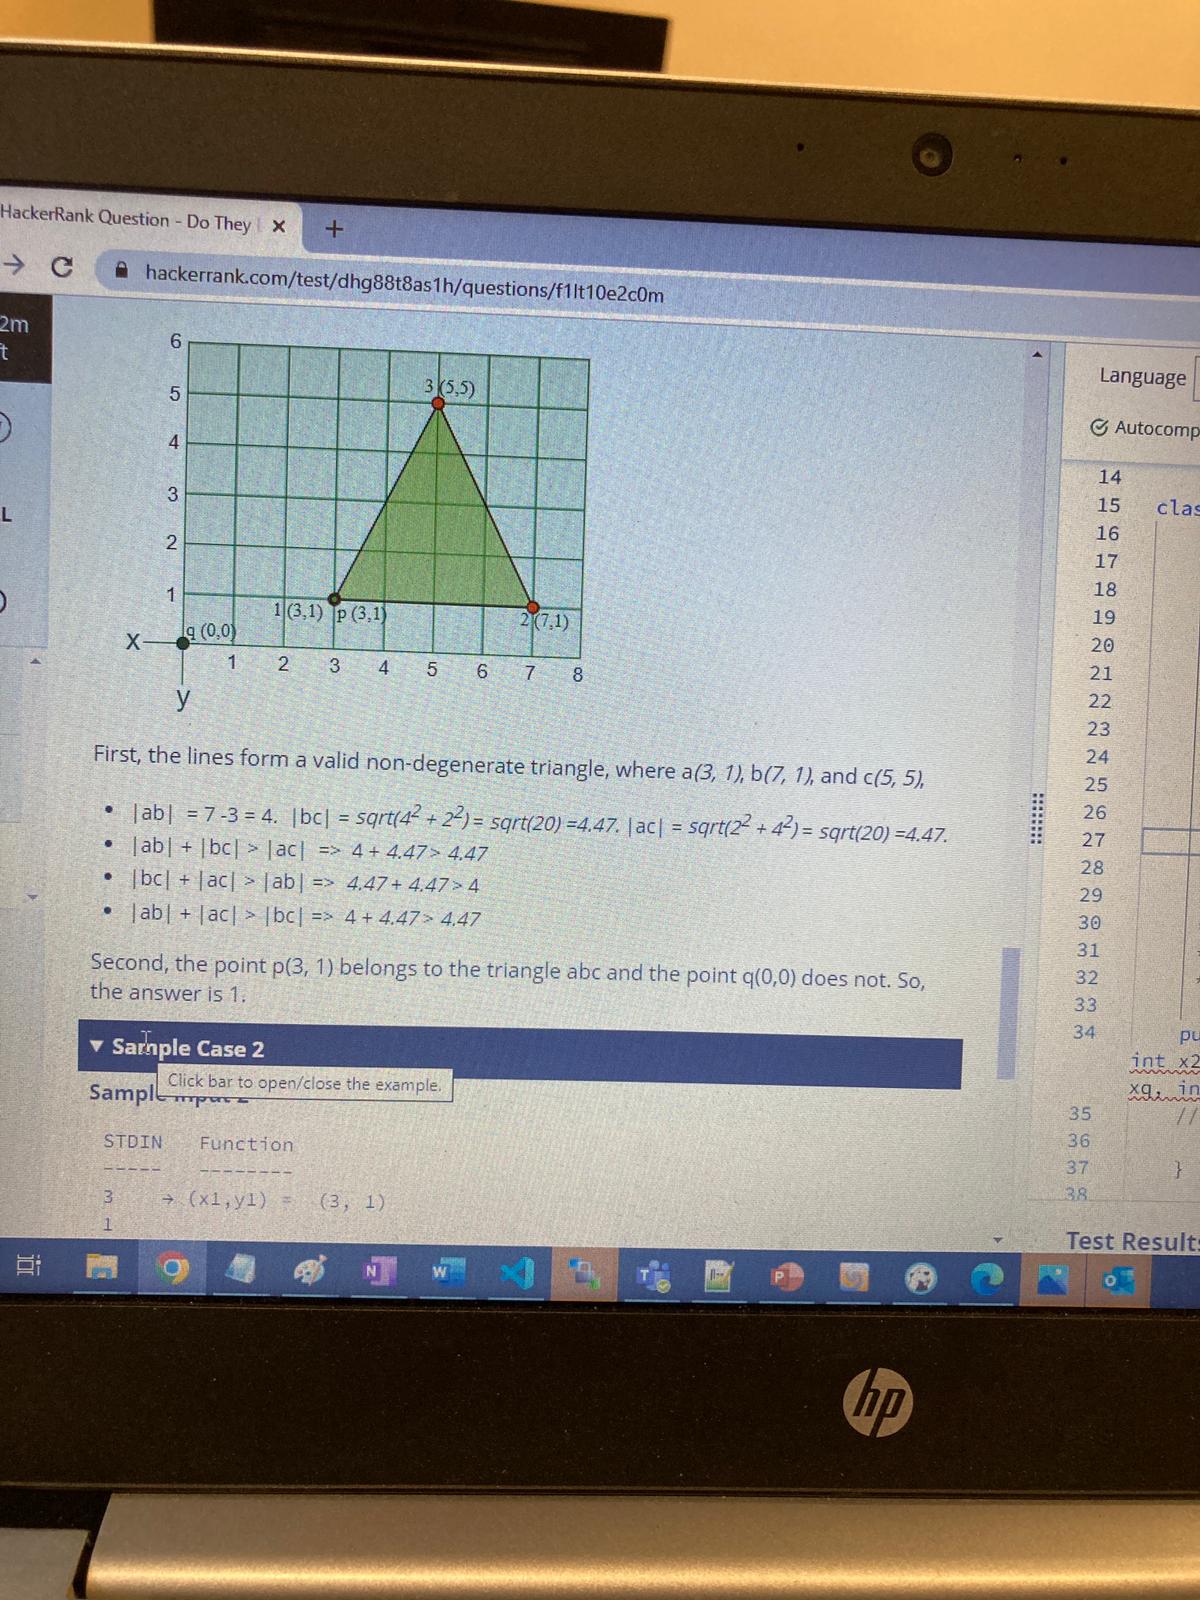 HackerRank Question - Do They
hackerrank.com/test/dhg88t8as1h/questions/f1lt10e2c0m
2m
t
L
6
5
4
3
2
1
3 (5,5)
1 (3,1) p (3,1)
2 (7,1)
q (0,0)
x
y
1 2 3 4 5 6 7 8
First, the lines form a valid non-degenerate triangle, where a(3, 1), b(7, 1), and c(5, 5),
• |ab| = 7 -3 = 4. |bc| = sqrt(4² + 2²)= sqrt(20) =4.47. |ac| = sqrt(2² + 4²)= sqrt(20) =4.47.
• |ab| + |bc| > |ac| => 4 + 4.47> 4.47
• |bc| + |ac| > |ab| => 4.47 + 4.47 > 4
• |ab| + |ac| > |bc| => 4 + 4.47> 4.47
Second, the point p(3, 1) belongs to the triangle abc and the point q(0,0) does not. So,
the answer is 1.
▼ Sample Case 2
Click bar to open/close the example.
Sample Input 2
STDIN Function
----- --------
3 → (x1,y1) = (3, 1)
1
Language
Autocomp
14
15 clas
16
17
18
19
20
21
22
23
24
25
26
27
28
29
30
31
32
33
34 pu
int x2
xq, in
35 //
36
37 }
38
Test Results
N
W
T
P
O
hp